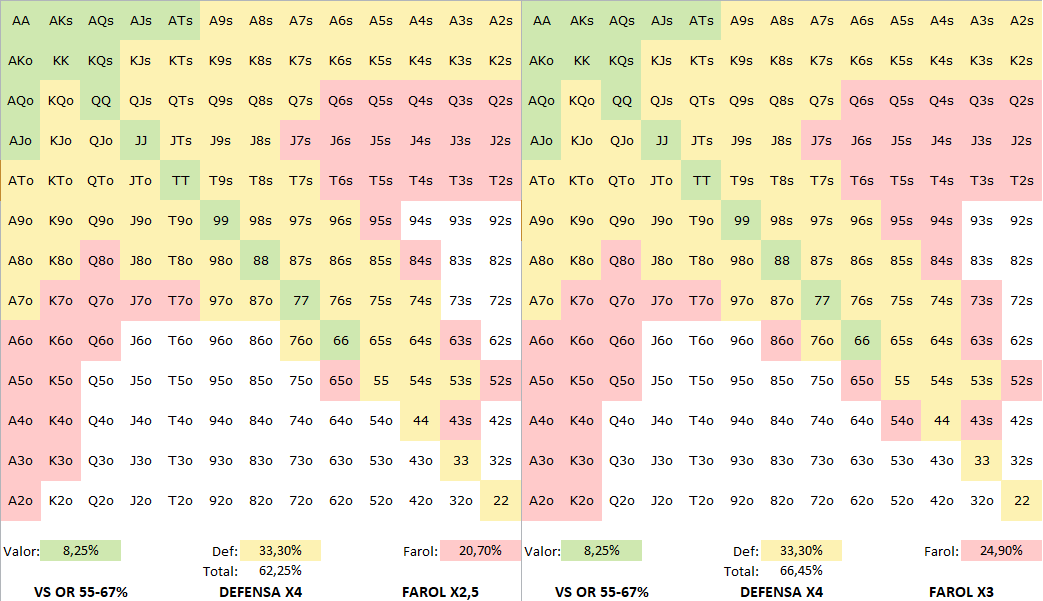 AA AKs AQs AJs ATs A9s A8s A7s A6s A5s A4s A3s A2s AA AKs AQs AJs ATs A9s A8s A7s A6s A5s A4s A3s A2s
AKo KK KQs KJs KTs K9s K8s K7s K6s K5s K4s K3s K2s AKo KK KQs KJs KTs K9s K8s K7s K6s K5s K4s K3s K2s
AQo KQo QQ QJs QTs Q9s Q8s Q7s Q6s Q5s Q4s Q3s Q2s AQo KQo QQ QJs QTs Q9s Q8s Q7s Q6s Q5s Q4s Q3s Q2s
AJo KJo QJo JJ JTs J9s J8s J7s J6s J5s J4s J3s J2s AJo KJo QJo JJ JTs J9s J8s J7s J6s J5s J4s J3s J2s
ATo KTo QTo JTo TT T9s T8s T7s T6s T5s T4s T3s T2s ATo KTo QTo JTo TT T9s T8s T7s T6s T5s T4s T3s T2s
A9o K9o Q9o J9o T9o 99 98s 97s 96s 95s 94s 93s 92s A9o K9o Q9o J9o T9o 99 98s 97s 96s 95s 94s 93s 92s
A8o K8o Q8o J8o T8o 98o 88 87s 86s 85s 84s 83s 82s A8o K8o Q8o J8o T8o 98o 88 87s 86s 85s 84s 83s 82s
A7o K7o Q7o J7o T7o 97o 87o 77 76s 75s 74s 73s 72s A7o K7o Q7o J7o T7o 97o 87o 77 76s 75s 74s 73s 72s
A6o K6o Q6o J6o T6o 96o 86o 76o 66 65s 64s 63s 62s A6o K6o Q6o J6o T6o 96o 86o 76o 66 65s 64s 63s 62s
A5o K5o Q5o J5o T5o 95o 85o 75o 65o 55 54s 53s 52s A5o K5o Q5o J5o T5o 95o 85o 75o 65o 55 54s 53s 52s
A4o K4o Q4o J4o T4o 94o 84o 74o 64o 54o 44 43s 42s A4o K4o Q4o J4o T4o 94o 84o 74o 64o 54o 44 43s 42s
A3o K3o Q3o J3o T3o 93o 83o 73o 63o 53o 43o 33 32s A3o K3o Q3o J3o T3o 93o 83o 73o 63o 53o 43o 33 32s
A2o K2o Q2o J2o T2o 92o 82o 72o 62o 52o 42o 32o 22 A2o K2o Q2o J2o T2o 92o 82o 72o 62o 52o 42o 32o 22
Valor: 8,25% Def: 33,30% Farol: 20,70% Valor: 8,25% Def: 33,30% Farol: 24,90%
Total: 62,25% Total: 66,45%
VS OR 55-67% DEFENSA X4 FAROL X2,5 VS OR 55-67% DEFENSA X4 FAROL X3